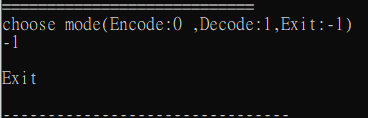 ============================
choose mode(Encode:0 ,Decode:1,Exit:-1)
-1
Exit
--------------------------------